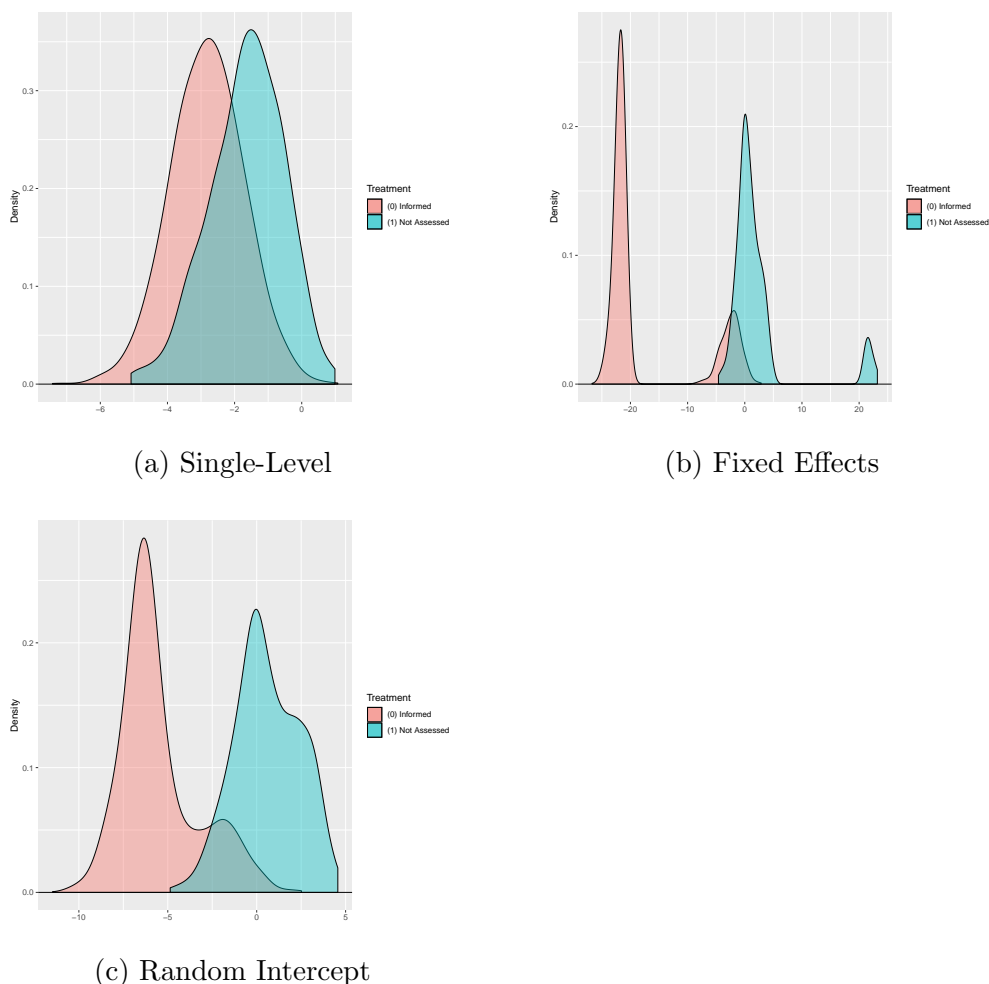 Density
0.3
0.2
0.1
0.0
−6
−4
−2
0
Treatment
(0) Informed
(1) Not Assessed
(a) Single-Level
Density
0.2
0.1
0.0
−20
−10
0
10
20
Treatment
(0) Informed
(1) Not Assessed
(b) Fixed Effects
Density
0.2
0.1
0.0
−10
−5
0
5
Treatment
(0) Informed
(1) Not Assessed
(c) Random Intercept